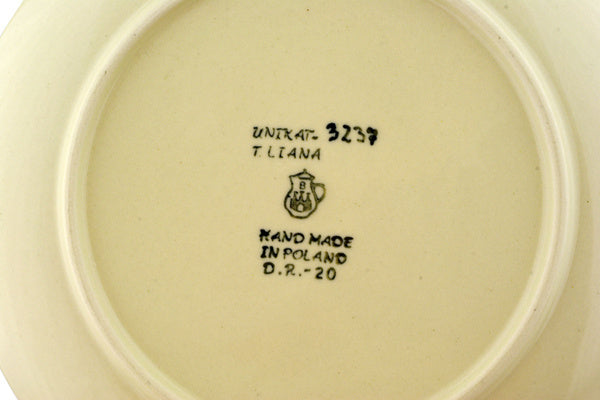 UNIKAT- 3237
T. LIANA
B
HAND MADE
IN POLAND
D.R.-20